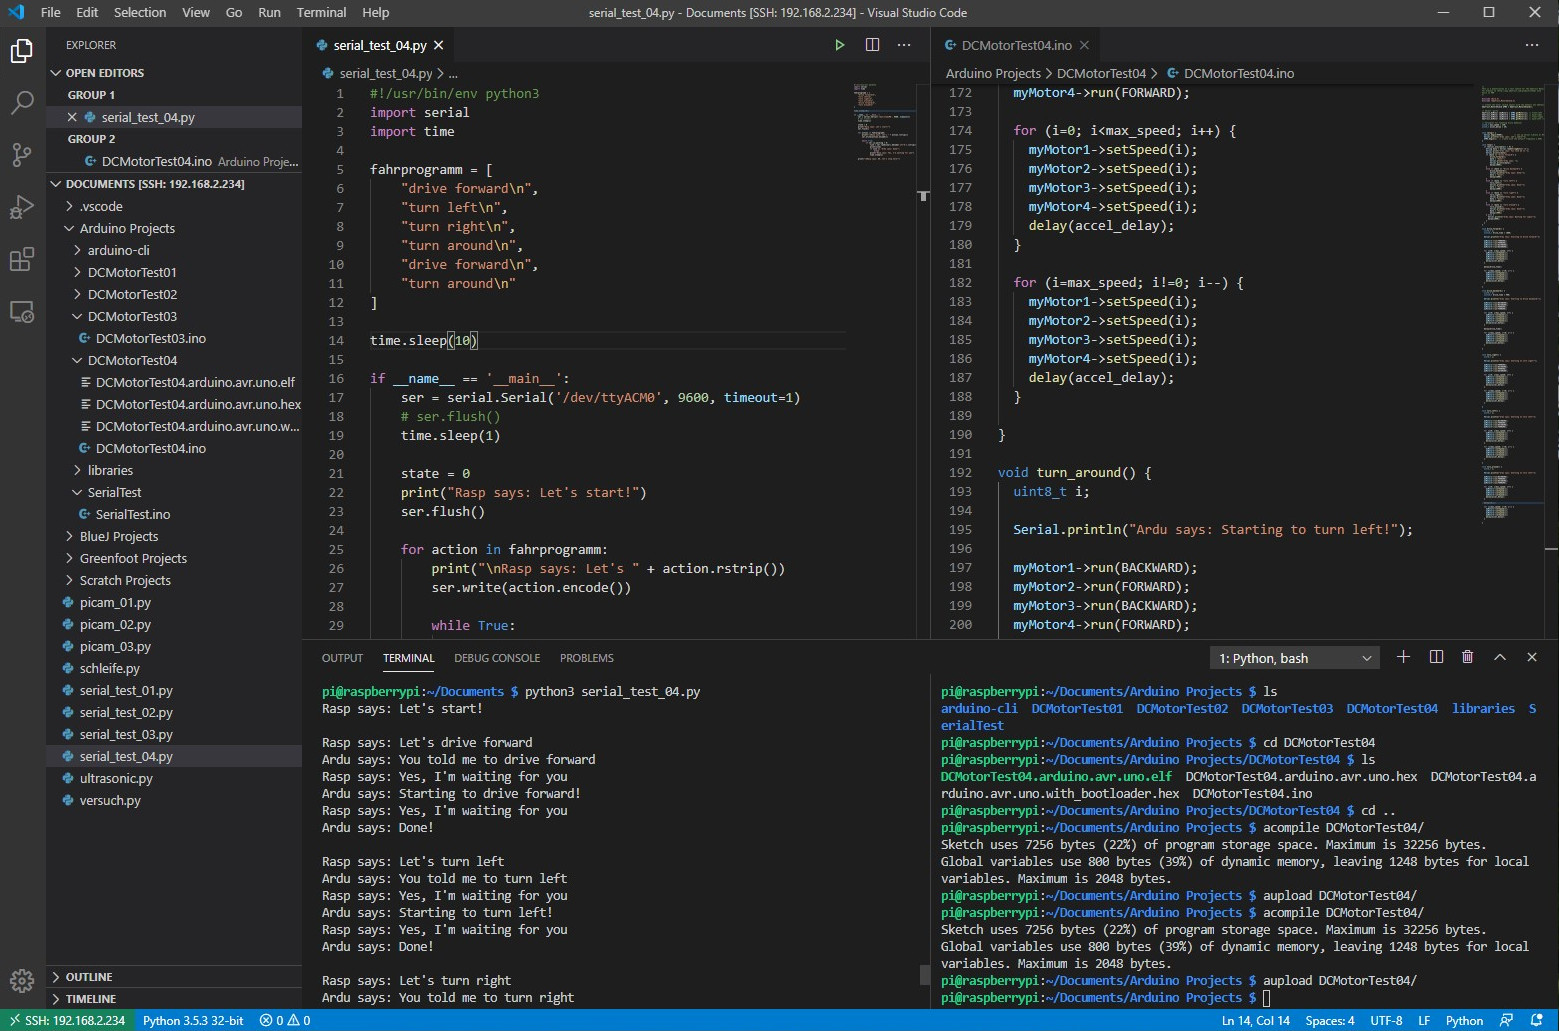 File Edit Selection View Go Run Terminal Help
serial_test_04.py - Documents [SSH: 192.168.2.234] - Visual Studio Code
EXPLORER
OPEN EDITORS
GROUP 1
serial_test_04.py
GROUP 2
DCMotorTest04.ino Arduino Proje...
DOCUMENTS [SSH: 192.168.2.234]
.vscode
Arduino Projects
arduino-cli
DCMotorTest01
DCMotorTest02
DCMotorTest03
DCMotorTest03.ino
DCMotorTest04
DCMotorTest04.arduino.avr.uno.elf
DCMotorTest04.arduino.avr.uno.hex
DCMotorTest04.arduino.avr.uno.w...
DCMotorTest04.ino
libraries
SerialTest
SerialTest.ino
BlueJ Projects
Greenfoot Projects
Scratch Projects
picam_01.py
picam_02.py
picam_03.py
schleife.py
serial_test_01.py
serial_test_02.py
serial_test_03.py
serial_test_04.py
ultrasonic.py
versuch.py
OUTLINE
TIMELINE
serial_test_04.py
serial_test_04.py > ...
1 #!/usr/bin/env python3
2 import serial
3 import time
4
5 fahrprogramm = [
6 "drive forward\n",
7 "turn left\n",
8 "turn right\n",
9 "turn around\n",
10 "drive forward\n",
11 "turn around\n"
12 ]
13
14 time.sleep(10)
15
16 if __name__ == '__main__':
17 ser = serial.Serial('/dev/ttyACM0', 9600, timeout=1)
18 # ser.flush()
19 time.sleep(1)
20
21 state = 0
22 print("Rasp says: Let's start!")
23 ser.flush()
24
25 for action in fahrprogramm:
26 print("\nRasp says: Let's " + action.rstrip())
27 ser.write(action.encode())
28
29 while True:
DCMotorTest04.ino
Arduino Projects > DCMotorTest04 > DCMotorTest04.ino
172 myMotor4->run(FORWARD);
173
174 for (i=0; i<max_speed; i++) {
175 myMotor1->setSpeed(i);
176 myMotor2->setSpeed(i);
177 myMotor3->setSpeed(i);
178 myMotor4->setSpeed(i);
179 delay(accel_delay);
180 }
181
182 for (i=max_speed; i!=0; i--) {
183 myMotor1->setSpeed(i);
184 myMotor2->setSpeed(i);
185 myMotor3->setSpeed(i);
186 myMotor4->setSpeed(i);
187 delay(accel_delay);
188 }
189
190 }
191
192 void turn_around() {
193 uint8_t i;
194
195 Serial.println("Ardu says: Starting to turn left!");
196
197 myMotor1->run(BACKWARD);
198 myMotor2->run(FORWARD);
199 myMotor3->run(BACKWARD);
200 myMotor4->run(FORWARD);
OUTPUT TERMINAL DEBUG CONSOLE PROBLEMS
1: Python, bash
pi@raspberrypi:~/Documents $ python3 serial_test_04.py
Rasp says: Let's start!
Rasp says: Let's drive forward
Ardu says: You told me to drive forward
Rasp says: Yes, I'm waiting for you
Ardu says: Starting to drive forward!
Rasp says: Yes, I'm waiting for you
Ardu says: Done!
Rasp says: Let's turn left
Ardu says: You told me to turn left
Rasp says: Yes, I'm waiting for you
Ardu says: Starting to turn left!
Rasp says: Yes, I'm waiting for you
Ardu says: Done!
Rasp says: Let's turn right
Ardu says: You told me to turn right
pi@raspberrypi:~/Documents/Arduino Projects $ ls
arduino-cli DCMotorTest01 DCMotorTest02 DCMotorTest03 DCMotorTest04 libraries S
erialTest
pi@raspberrypi:~/Documents/Arduino Projects $ cd DCMotorTest04
pi@raspberrypi:~/Documents/Arduino Projects/DCMotorTest04 $ ls
DCMotorTest04.arduino.avr.uno.elf DCMotorTest04.arduino.avr.uno.hex DCMotorTest04.a
rduino.avr.uno.with_bootloader.hex DCMotorTest04.ino
pi@raspberrypi:~/Documents/Arduino Projects/DCMotorTest04 $ cd ..
pi@raspberrypi:~/Documents/Arduino Projects $ acompile DCMotorTest04/
Sketch uses 7256 bytes (22%) of program storage space. Maximum is 32256 bytes.
Global variables use 800 bytes (39%) of dynamic memory, leaving 1248 bytes for local
variables. Maximum is 2048 bytes.
pi@raspberrypi:~/Documents/Arduino Projects $ aupload DCMotorTest04/
pi@raspberrypi:~/Documents/Arduino Projects $ acompile DCMotorTest04/
Sketch uses 7256 bytes (22%) of program storage space. Maximum is 32256 bytes.
Global variables use 800 bytes (39%) of dynamic memory, leaving 1248 bytes for local
variables. Maximum is 2048 bytes.
pi@raspberrypi:~/Documents/Arduino Projects $ aupload DCMotorTest04/
pi@raspberrypi:~/Documents/Arduino Projects $
SSH: 192.168.2.234 Python 3.5.3 32-bit 0 0 Ln 14, Col 14 Spaces: 4 UTF-8 LF Python